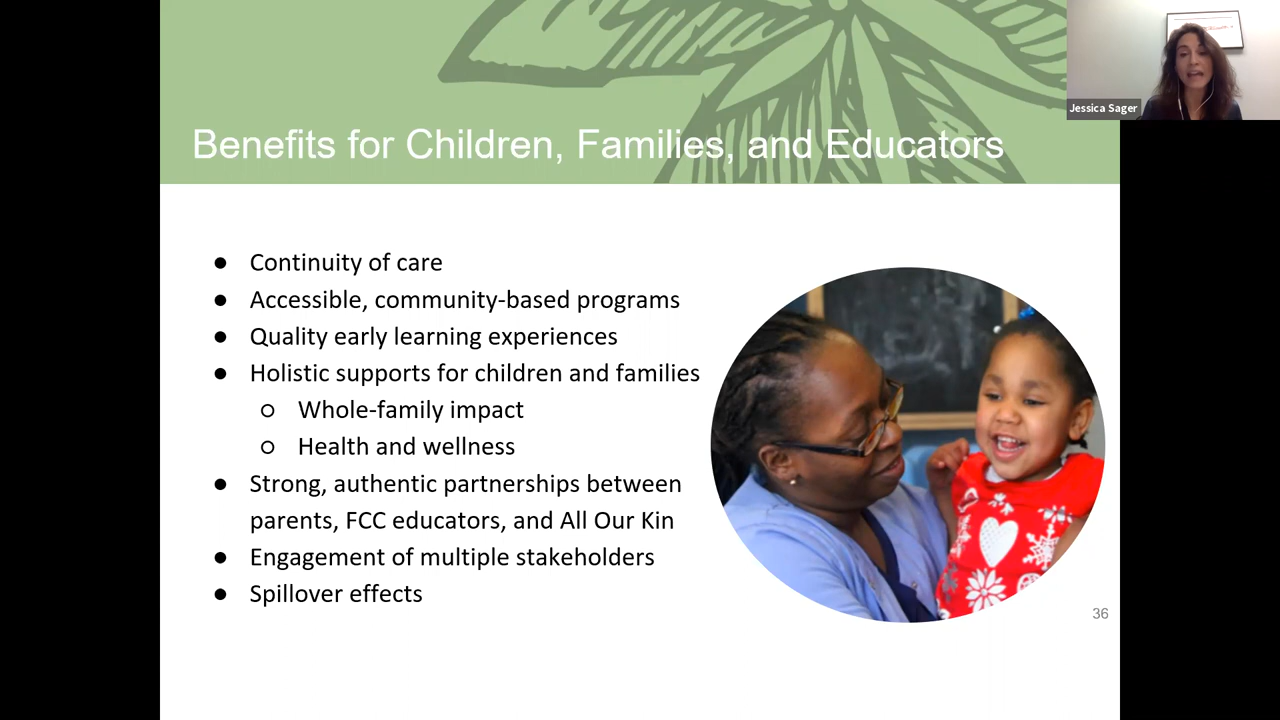 Jessica Sager
Benefits for Children, Families, and Educators
● Continuity of care
● Accessible, community-based programs
● Quality early learning experiences
● Holistic supports for children and families
○ Whole-family impact
○ Health and wellness
● Strong, authentic partnerships between
parents, FCC educators, and All Our Kin
● Engagement of multiple stakeholders
● Spillover effects
36